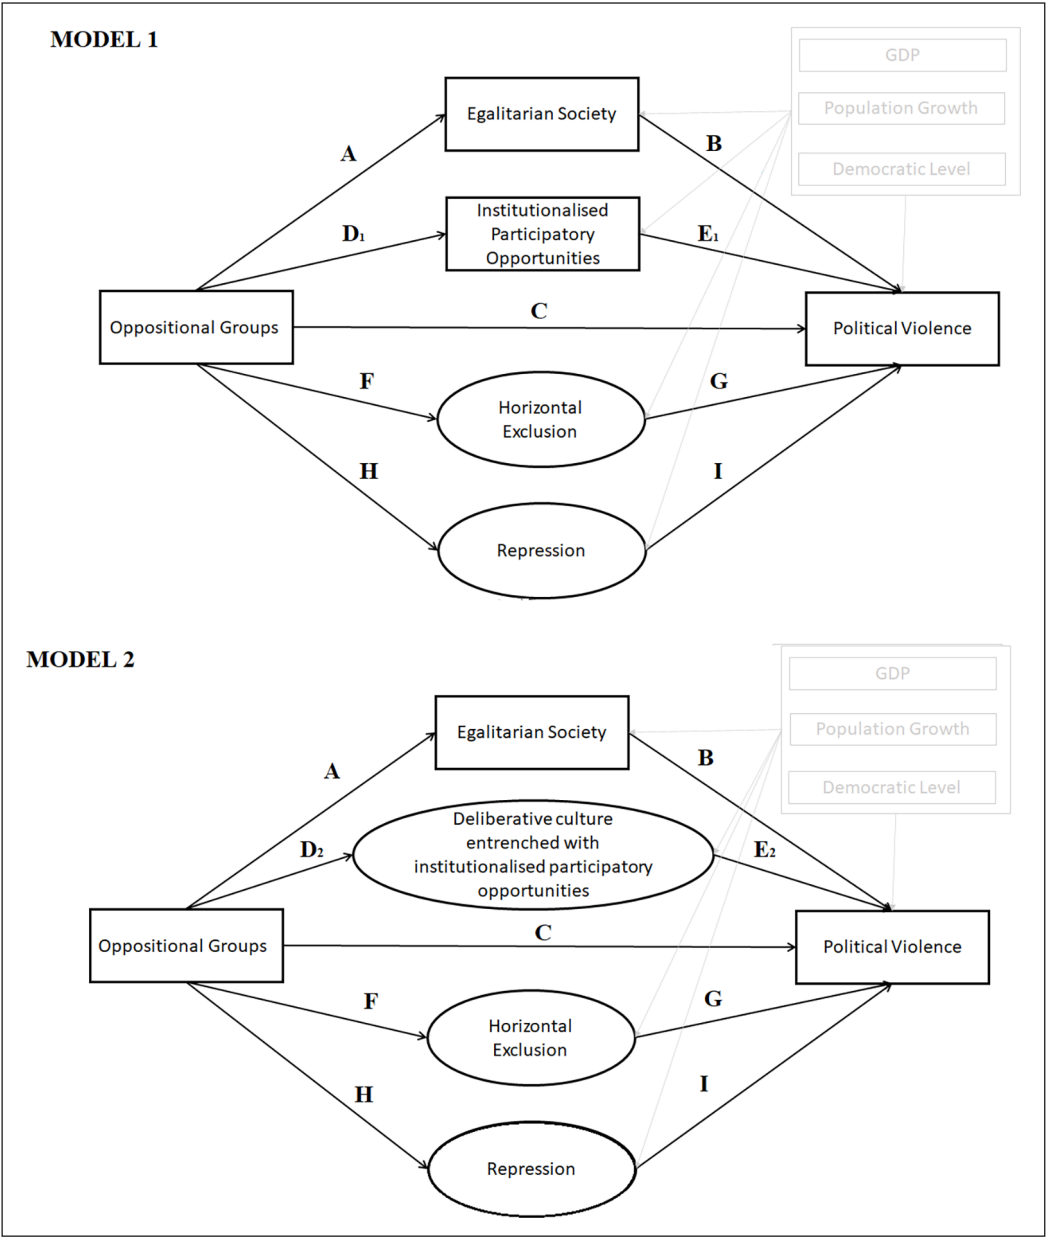 MODEL 1
GDP
Population Growth
Democratic Level
Egalitarian Society
A
B
Institutionalised
Participatory
Opportunities
D1
E1
Oppositional Groups
C
Political Violence
F
G
Horizontal
Exclusion
H
I
Repression
MODEL 2
GDP
Population Growth
Democratic Level
Egalitarian Society
A
B
Deliberative culture
entrenched with
institutionalised participatory
opportunities
D2
E2
Oppositional Groups
C
Political Violence
F
G
Horizontal
Exclusion
H
I
Repression